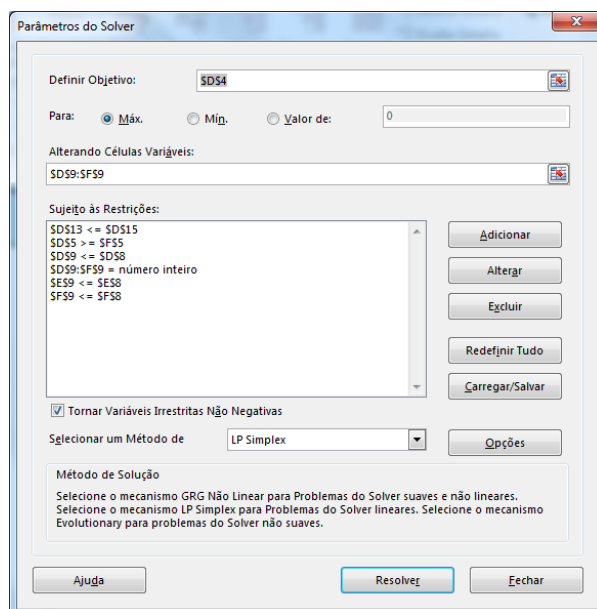 Parâmetros do Solver
Definir Objetivo: $D$4
Para: Máx. Mín. Valor de: 0
Alterando Células Variáveis:
$D$9:$F$9
Sujeito às Restrições:
$D$13 <= $D$15
$D$5 >= $F$5
$D$9 <= $D$8
$D$9:$F$9 = número inteiro
$E$9 <= $E$8
$F$9 <= $F$8
Adicionar
Alterar
Excluir
Redefinir Tudo
Carregar/Salvar
Tornar Variáveis Irrestritas Não Negativas
Selecionar um Método de LP Simplex Opções
Método de Solução
Selecione o mecanismo GRG Não Linear para Problemas do Solver suaves e não lineares.
Selecione o mecanismo LP Simplex para Problemas do Solver lineares. Selecione o mecanismo
Evolutionary para problemas do Solver não suaves.
Ajuda Resolver Fechar